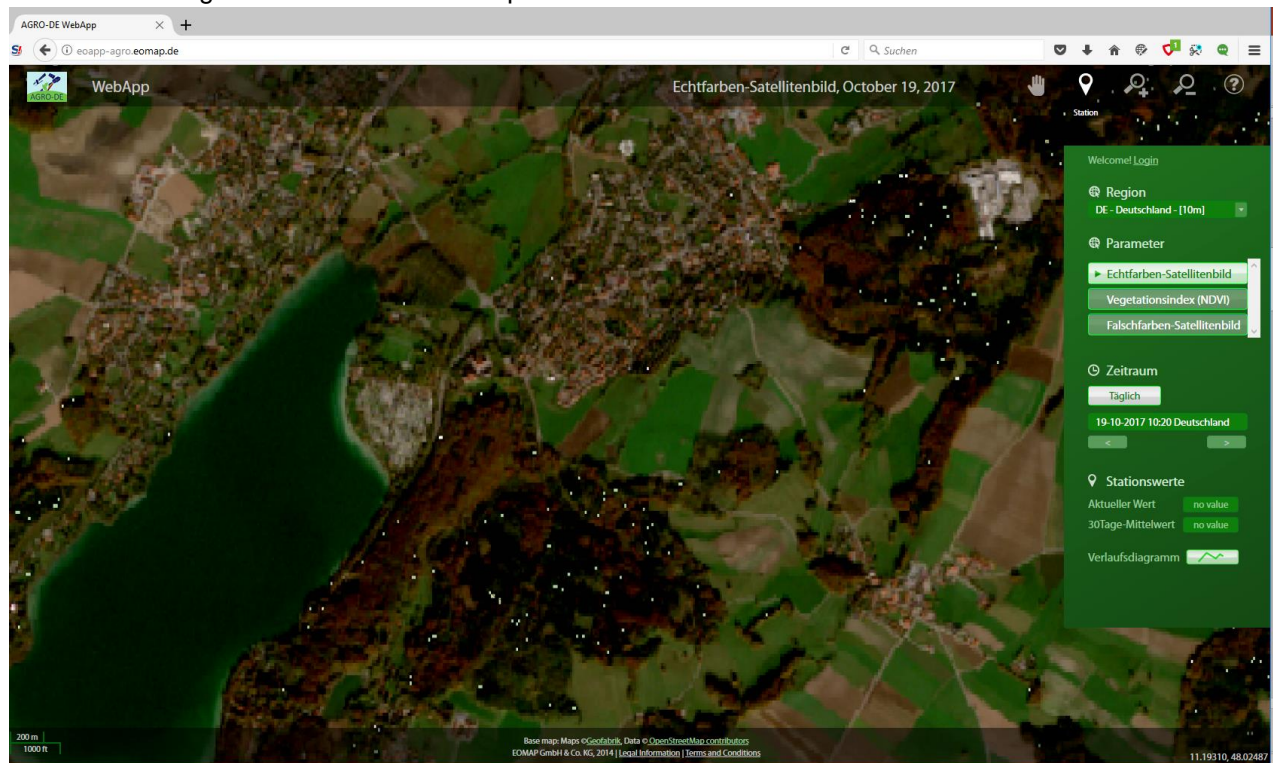 AGRO-DE WebApp
eoapp-agro.eomap.de
Suchen
1
AGRO-DE
WebApp
Echtfarben-Satellitenbild, October 19, 2017
Station
Welcome! Login
Region
DE - Deutschland - [10m]
Parameter
Echtfarben-Satellitenbild
Vegetationsindex (NDVI)
Falschfarben-Satellitenbild
Zeitraum
Täglich
19-10-2017 10:20 Deutschland
< >
Stationswerte
Aktueller Wert no value
30Tage-Mittelwert no value
Verlaufsdiagramm
200 m
1000 ft
Base map: Maps ©Geofabrik, Data © OpenStreetMap contributors
EOMAP GmbH & Co. KG, 2014 | Legal Information | Terms and Conditions
11.19310, 48.02487